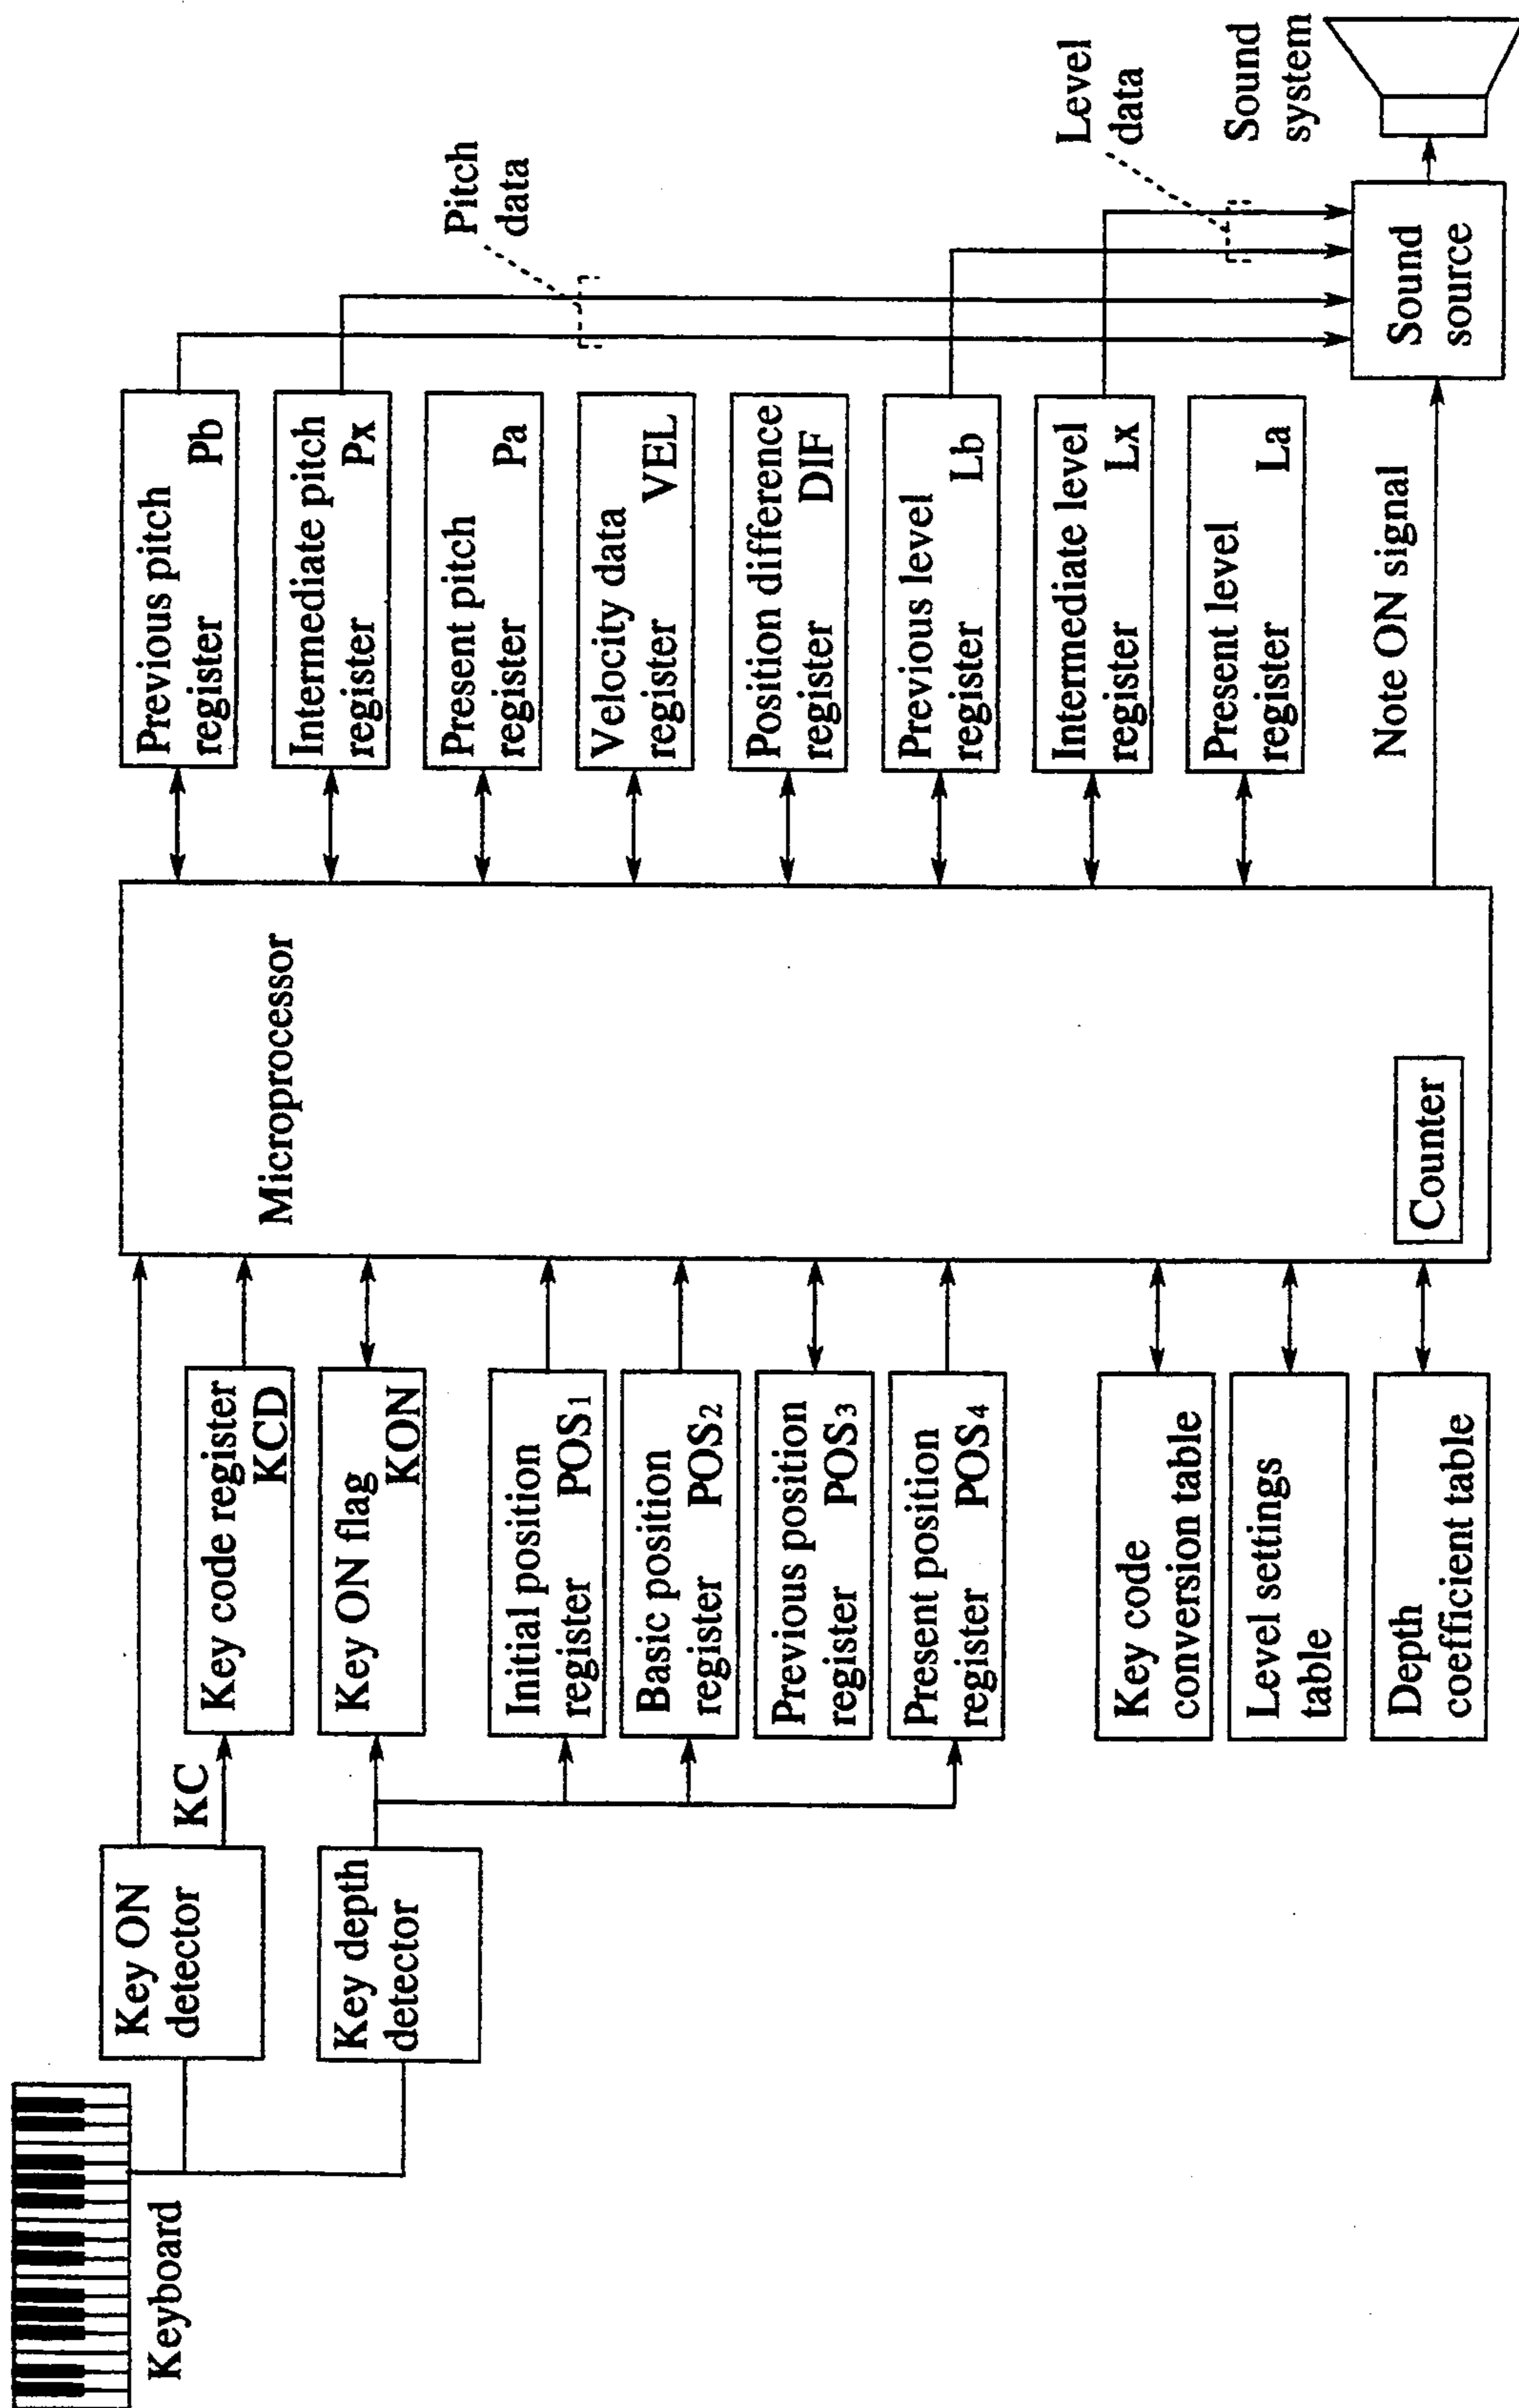 Keyboard
Key ON
detector
Key depth
detector
KC
Key code register
KCD
Key ON flag
KON
Initial position
register POS1
Basic position
register POS2
Previous position
register POS3
Present position
register POS4
Key code
conversion table
Level settings
table
Depth
coefficient table
Microprocessor
Counter
Previous pitch
register Pb
Intermediate pitch
register Px
Present pitch
register Pa
Velocity data
register VEL
Position difference
register DIF
Previous level
register Lb
Intermediate level
register Lx
Present level
register La
Note ON signal
Pitch
data
Level
data
Sound
source
Sound
system